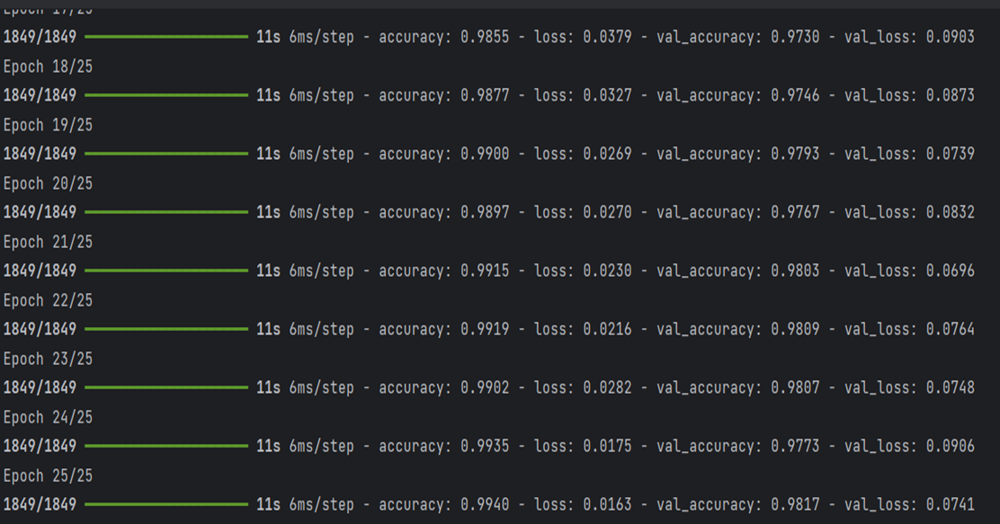 Epoch 17/25
1849/1849 11s 6ms/step - accuracy: 0.9855 - loss: 0.0379 - val_accuracy: 0.9730 - val_loss: 0.0903
Epoch 18/25
1849/1849 11s 6ms/step - accuracy: 0.9877 - loss: 0.0327 - val_accuracy: 0.9746 - val_loss: 0.0873
Epoch 19/25
1849/1849 11s 6ms/step - accuracy: 0.9900 - loss: 0.0269 - val_accuracy: 0.9793 - val_loss: 0.0739
Epoch 20/25
1849/1849 11s 6ms/step - accuracy: 0.9897 - loss: 0.0270 - val_accuracy: 0.9767 - val_loss: 0.0832
Epoch 21/25
1849/1849 11s 6ms/step - accuracy: 0.9915 - loss: 0.0230 - val_accuracy: 0.9803 - val_loss: 0.0696
Epoch 22/25
1849/1849 11s 6ms/step - accuracy: 0.9919 - loss: 0.0216 - val_accuracy: 0.9809 - val_loss: 0.0764
Epoch 23/25
1849/1849 11s 6ms/step - accuracy: 0.9902 - loss: 0.0282 - val_accuracy: 0.9807 - val_loss: 0.0748
Epoch 24/25
1849/1849 11s 6ms/step - accuracy: 0.9935 - loss: 0.0175 - val_accuracy: 0.9773 - val_loss: 0.0906
Epoch 25/25
1849/1849 11s 6ms/step - accuracy: 0.9940 - loss: 0.0163 - val_accuracy: 0.9817 - val_loss: 0.0741